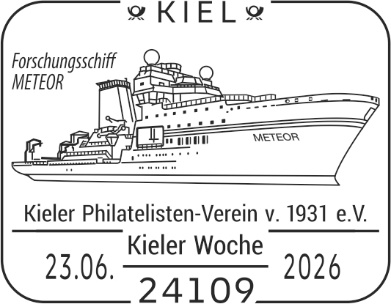 KIEL
Forschungsschiff
METEOR
METEOR
Kieler Philatelisten-Verein v. 1931 e.V.
Kieler Woche
23.06. 2026
24109